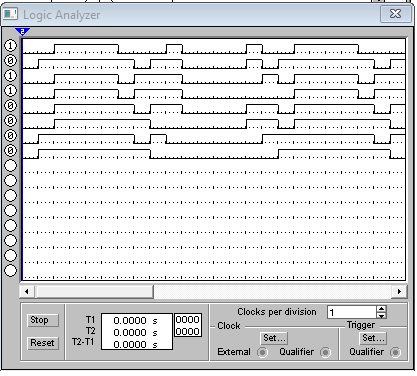 Logic Analyzer
2
1
0
1
1
0
0
0
0
Clocks per division 1
Stop T1 0.0000 s 0000 Clock Trigger
T2 0.0000 s 0000 Set... Set...
Reset T2-T1 0.0000 s External Qualifier Qualifier